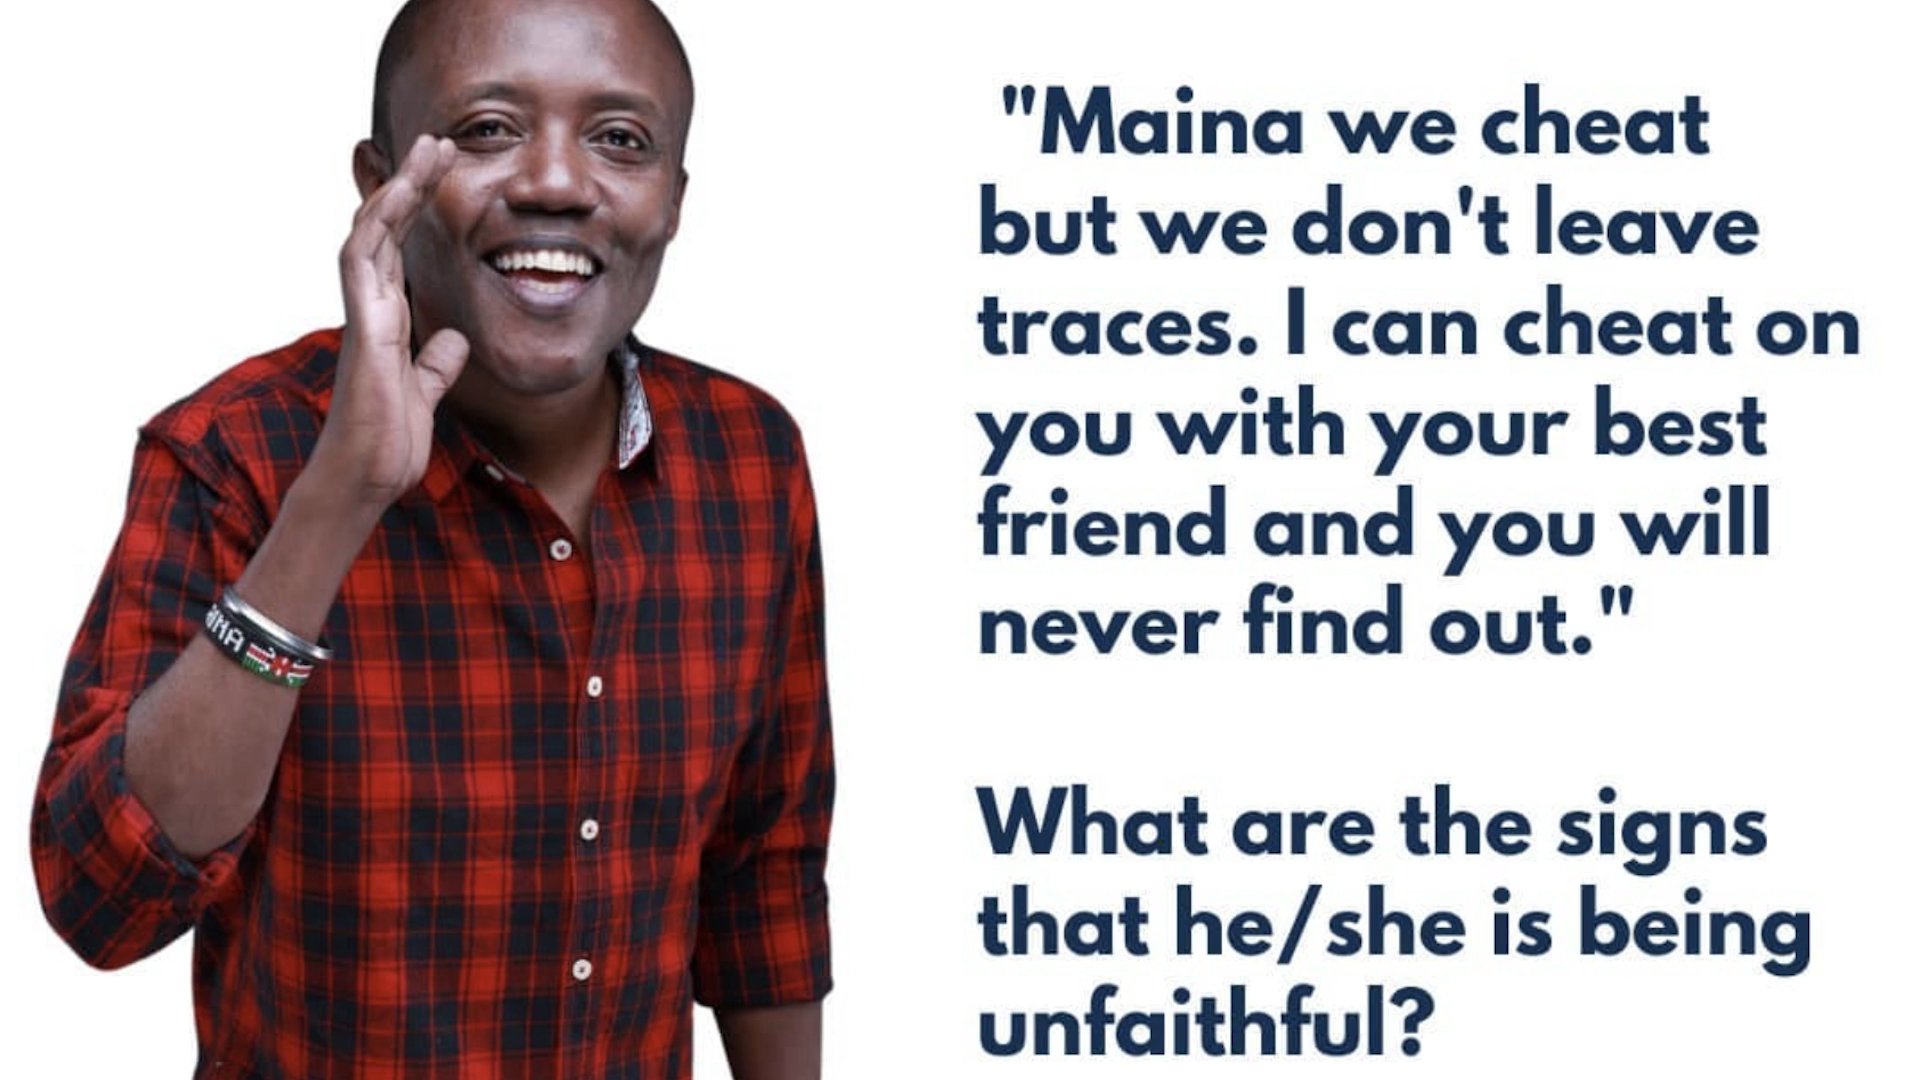 "Maina we cheat
but we don't leave
traces. I can cheat on
you with your best
friend and you will
never find out."
What are the signs
that he/she is being
unfaithful?